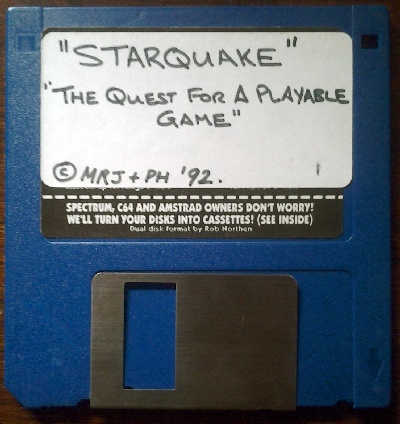 "STARQUAKE"
"THE QUEST FOR A PLAYABLE
GAME"
© MRJ + PH '92.
SPECTRUM, C64 AND AMSTRAD OWNERS DON'T WORRY!
WE'LL TURN YOUR DISKS INTO CASSETTES! (SEE INSIDE)
Dual disk format by Rob Northen